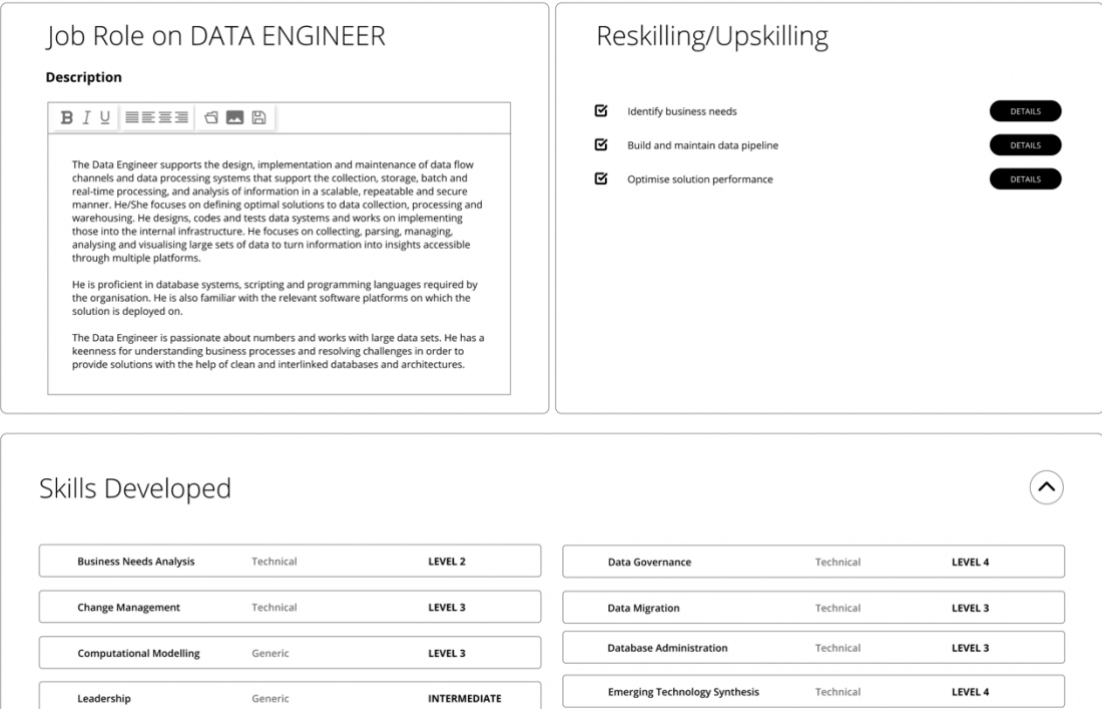 Job Role on DATA ENGINEER
Description
B I U
The Data Engineer supports the design, implementation and maintenance of data flow
channels and data processing systems that support the collection, storage, batch and
real-time processing, and analysis of information in a scalable, repeatable and secure
manner. He/She focuses on defining optimal solutions to data collection, processing and
warehousing. He designs, codes and tests data systems and works on implementing
those into the internal infrastructure. He focuses on collecting, parsing, managing,
analysing and visualising large sets of data to turn information into insights accessible
through multiple platforms.
He is proficient in database systems, scripting and programming languages required by
the organisation. He is also familiar with the relevant software platforms on which the
solution is deployed on.
The Data Engineer is passionate about numbers and works with large data sets. He has a
keenness for understanding business processes and resolving challenges in order to
provide solutions with the help of clean and interlinked databases and architectures.
Reskilling/Upskilling
Identify business needs DETAILS
Build and maintain data pipeline DETAILS
Optimise solution performance DETAILS
Skills Developed
Business Needs Analysis Technical LEVEL 2
Change Management Technical LEVEL 3
Computational Modelling Generic LEVEL 3
Leadership Generic INTERMEDIATE
Data Governance Technical LEVEL 4
Data Migration Technical LEVEL 3
Database Administration Technical LEVEL 3
Emerging Technology Synthesis Technical LEVEL 4